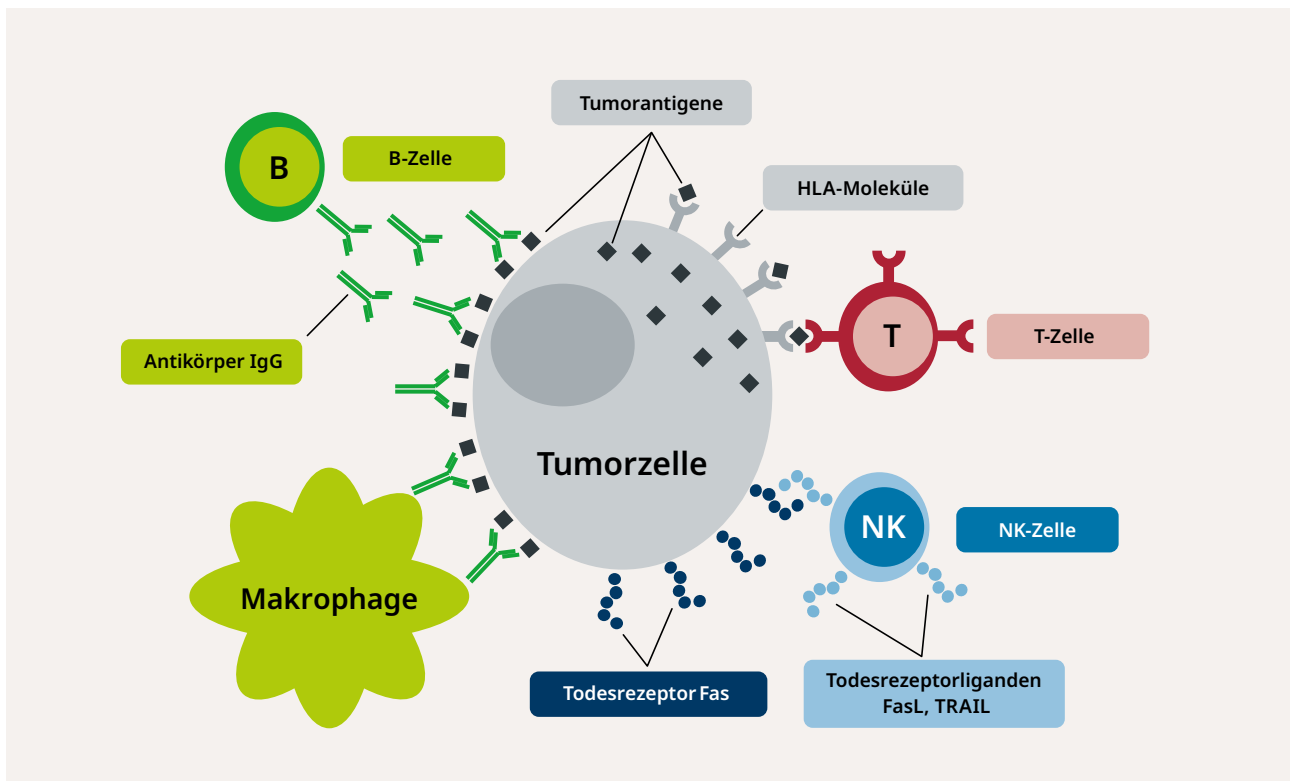 Tumorantigene
B
B-Zelle
HLA-Moleküle
T
T-Zelle
Antikörper IgG
Tumorzelle
NK
NK-Zelle
Makrophage
Todesrezeptor Fas
Todesrezeptorliganden
FasL, TRAIL